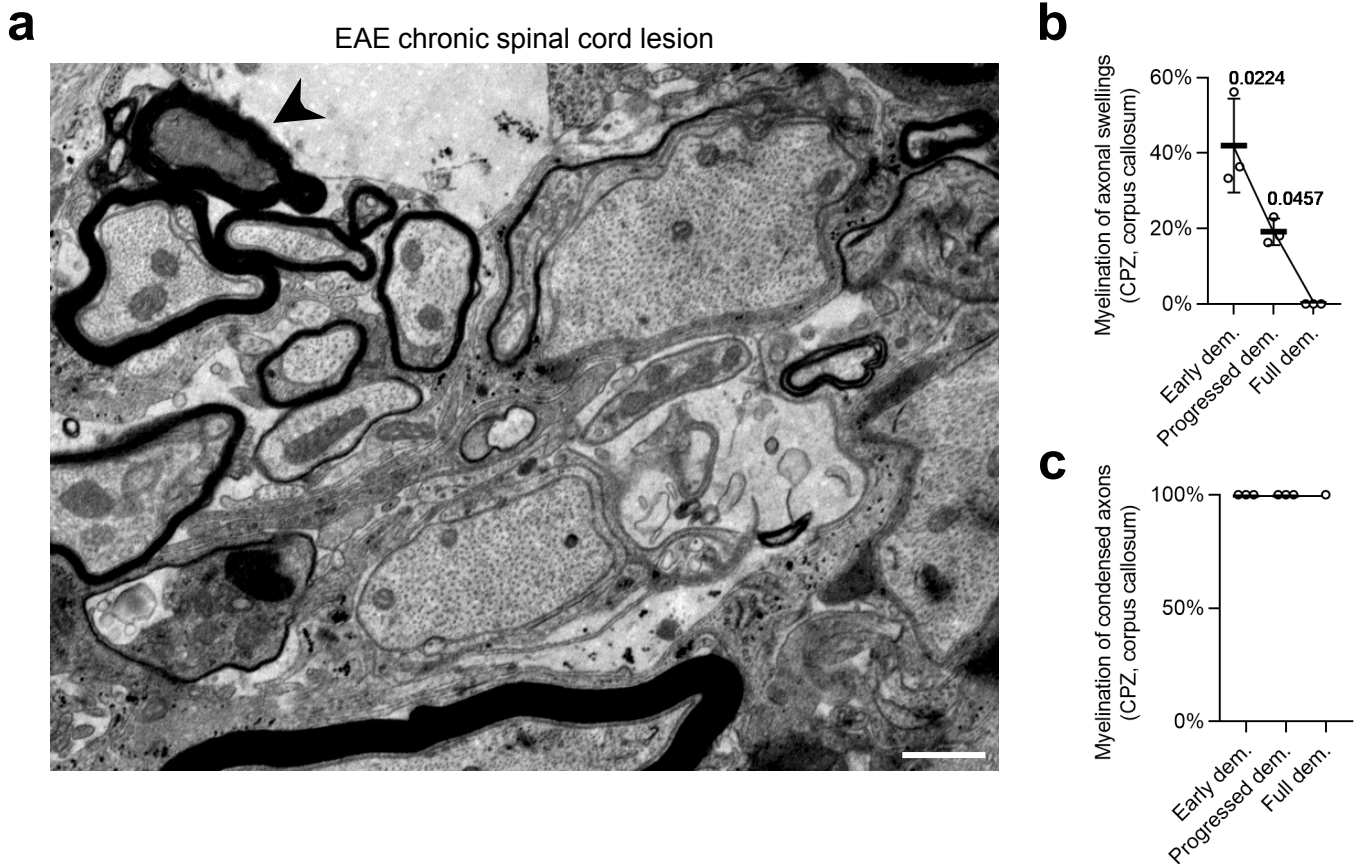 a
EAE chronic spinal cord lesion
b
Myelination of axonal swellings
(CPZ, corpus callosum)
60%
40%
20%
0%
0.0224
0.0457
Early dem.
Progressed dem.
Full dem.
c
Myelination of condensed axons
(CPZ, corpus callosum)
100%
50%
0%
Early dem.
Progressed dem.
Full dem.